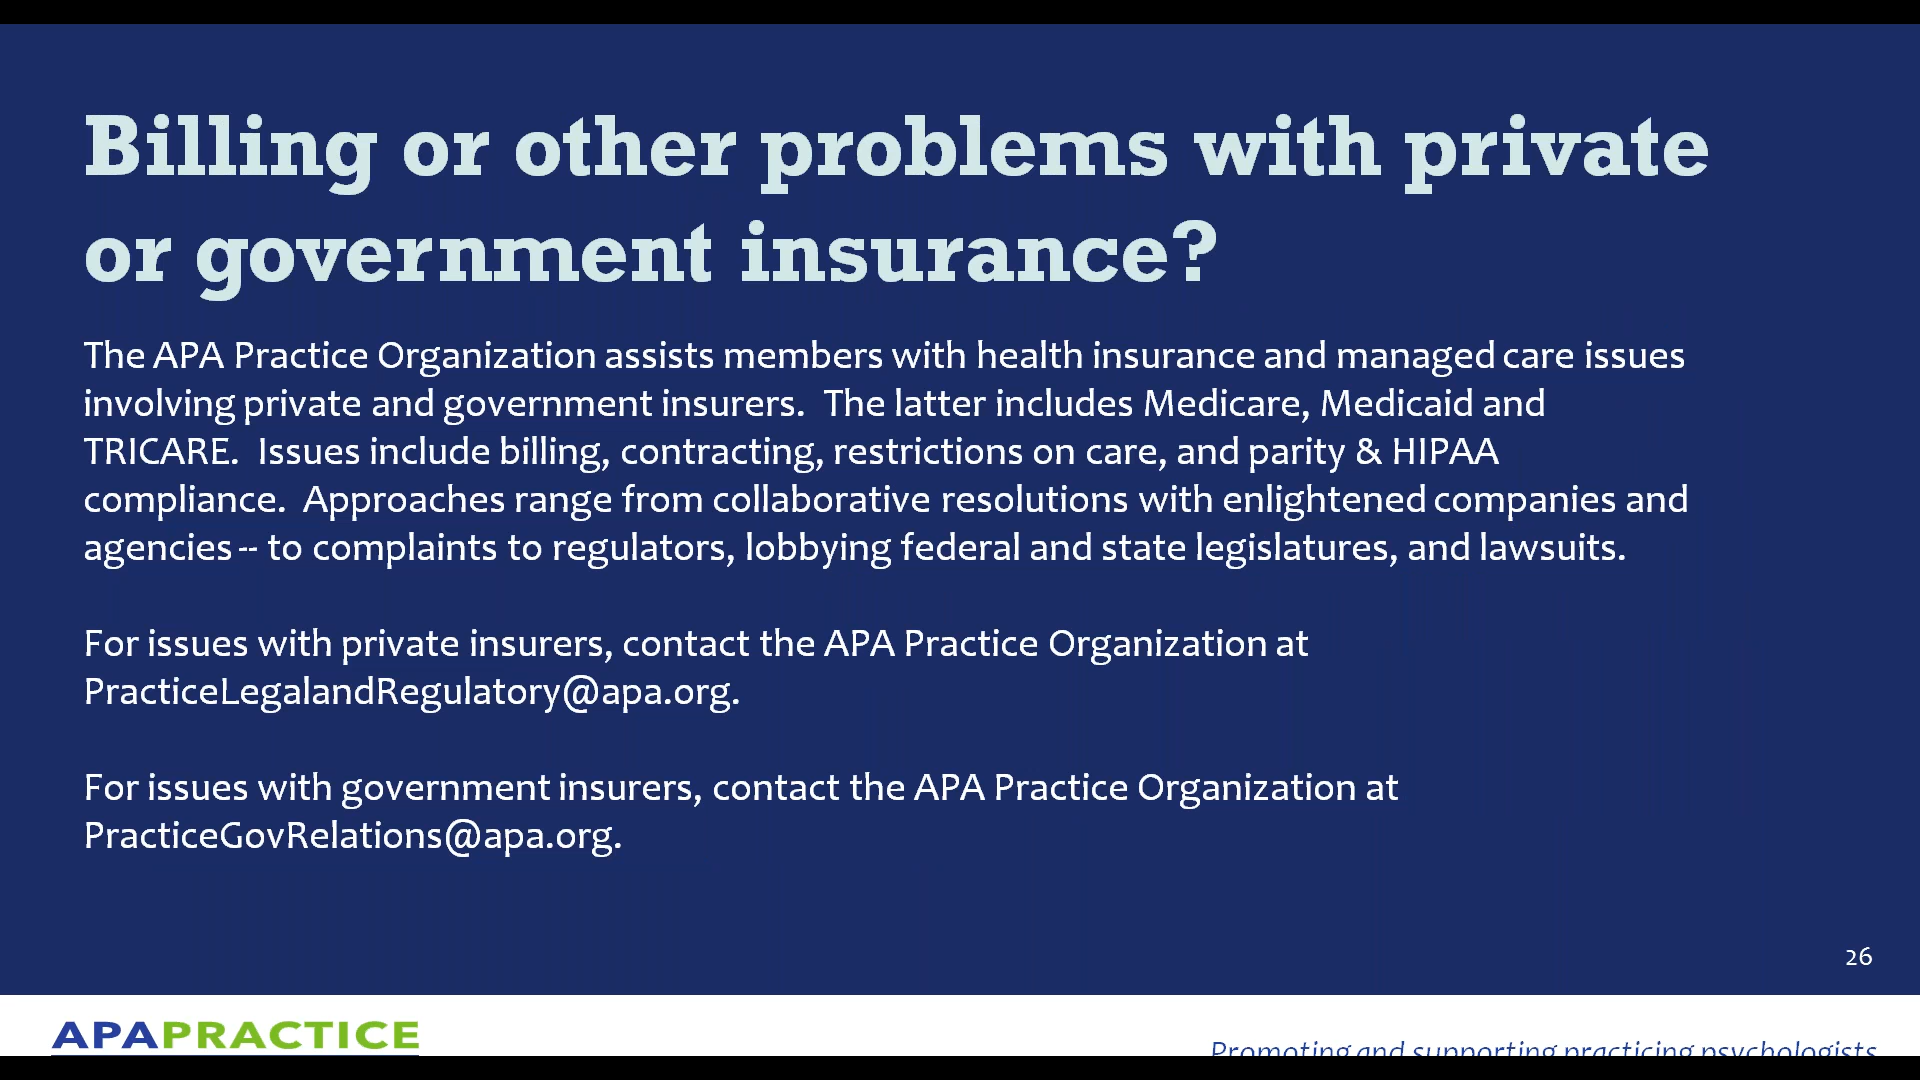 Billing or other problems with private
or government insurance?
The APA Practice Organization assists members with health insurance and managed care issues
involving private and government insurers.  The latter includes Medicare, Medicaid and
TRICARE.  Issues include billing, contracting, restrictions on care, and parity & HIPAA
compliance.  Approaches range from collaborative resolutions with enlightened companies and
agencies -- to complaints to regulators, lobbying federal and state legislatures, and lawsuits.
For issues with private insurers, contact the APA Practice Organization at
PracticeLegalandRegulatory@apa.org.
For issues with government insurers, contact the APA Practice Organization at
PracticeGovRelations@apa.org.
26
APAPRACTICE
Promoting and supporting practicing psychologists